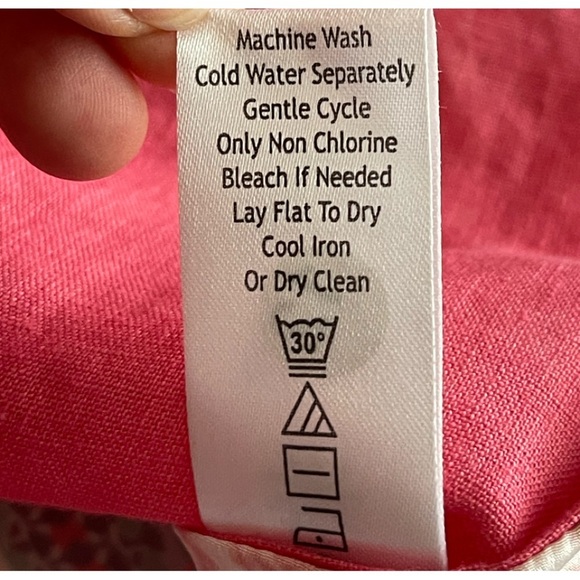 Machine Wash
Cold Water Separately
Gentle Cycle
Only Non Chlorine
Bleach If Needed
Lay Flat To Dry
Cool Iron
Or Dry Clean
30°